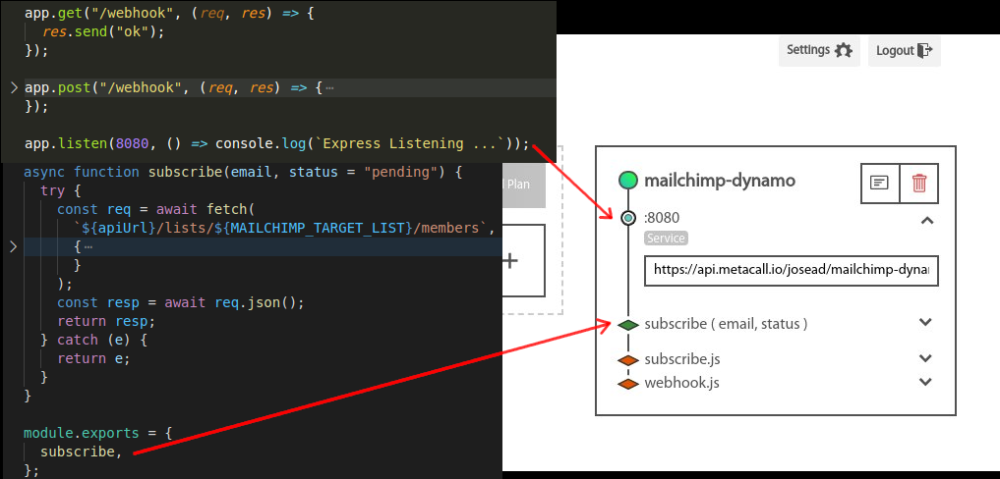 app.get("/webhook", (req, res) => {
  res.send("ok");
});
app.post("/webhook", (req, res) => {⋯
});
app.listen(8080, () => console.log(`Express Listening ...`));
async function subscribe(email, status = "pending") {
  try {
    const req = await fetch(
      `${apiUrl}/lists/${MAILCHIMP_TARGET_LIST}/members`,
      {⋯
      }
    );
    const resp = await req.json();
    return resp;
  } catch (e) {
    return e;
  }
}
module.exports = {
  subscribe,
};
Plan
+
Settings
Logout
mailchimp-dynamo
:8080
Service
https://api.metacall.io/josead/mailchimp-dyna
subscribe ( email, status )
subscribe.js
webhook.js